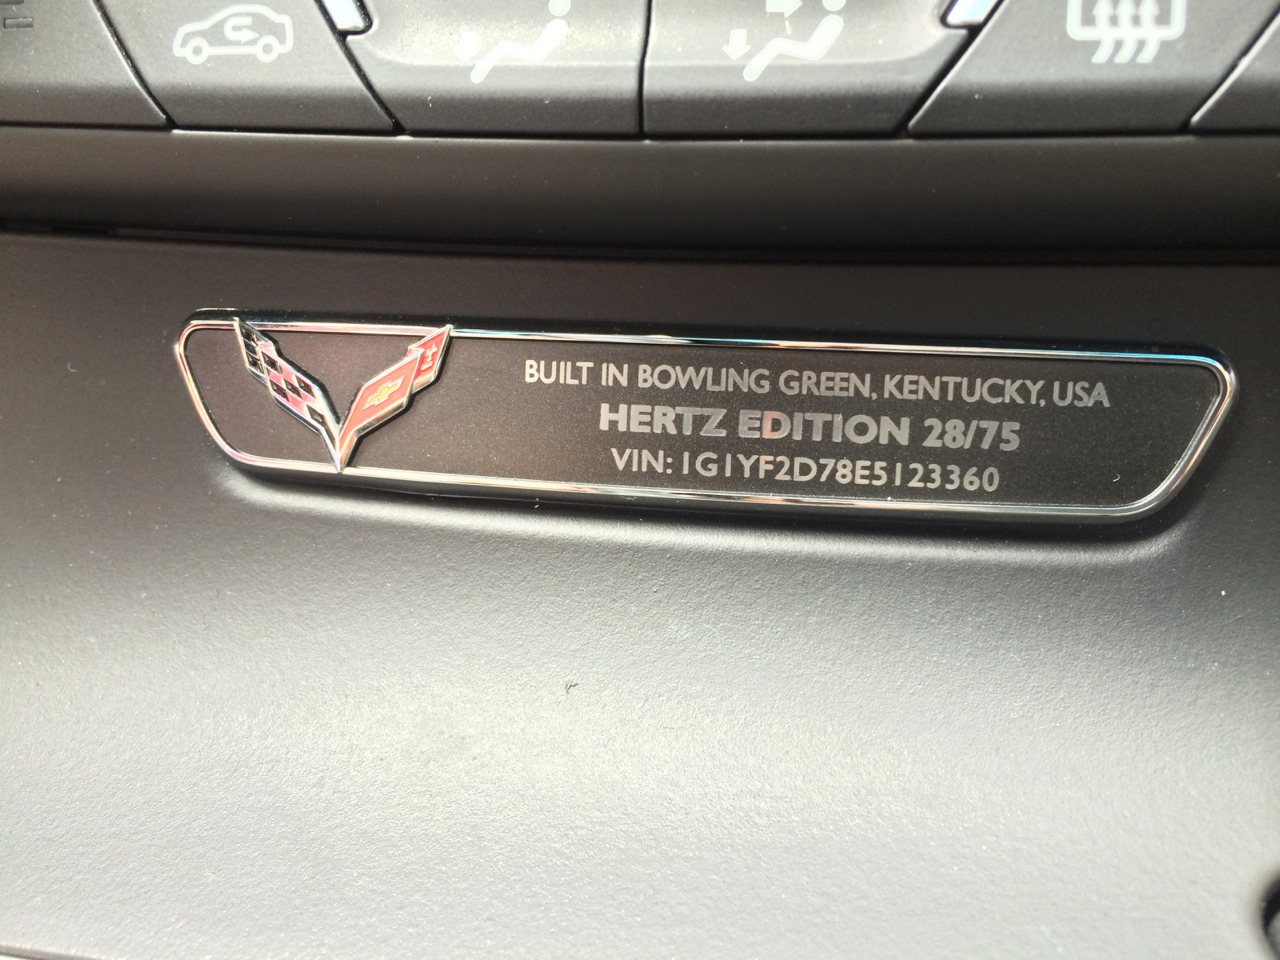 BUILT IN BOWLING GREEN, KENTUCKY, USA
HERTZ EDITION 28/75
VIN: 1G1YF2D78E5123360